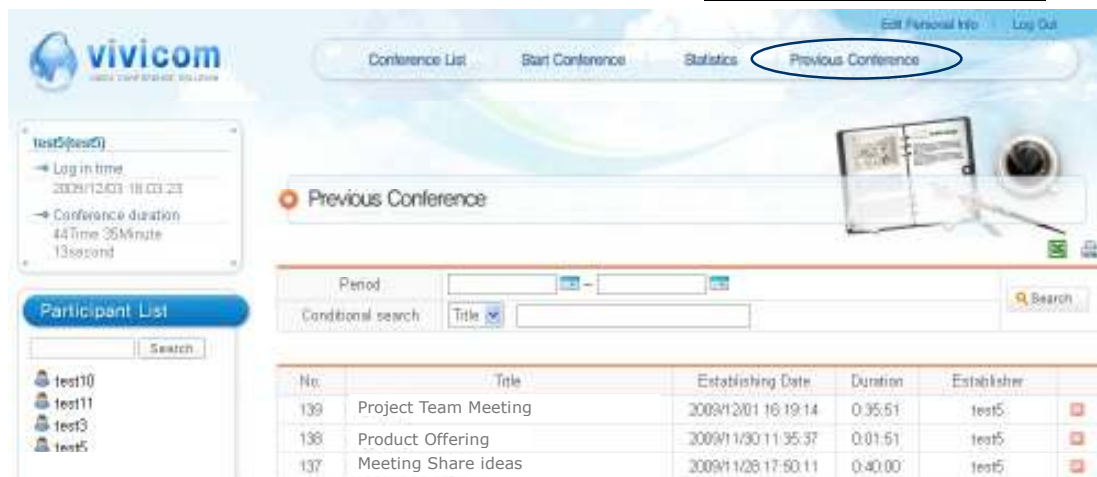 Edit Personal Info Log Out
vivicom
VIDEO CONFERENCE SOLUTION
Conference List Start Conference Statistics Previous Conference
test5(test5)
Log in time
2009/12/03 18:03:23
Conference duration
44Time 35Minute
13second
Previous Conference
Period –
Conditional search Title
Search
Participant List
Search
test10
test11
test3
test5
No. Title Establishing Date Duration Establisher
139 Project Team Meeting 2009/12/01 16:19:14 0:35:51 test5
138 Product Offering 2009/11/30 11:35:37 0:01:51 test5
137 Meeting Share ideas 2009/11/28 17:50:11 0:40:00 test5